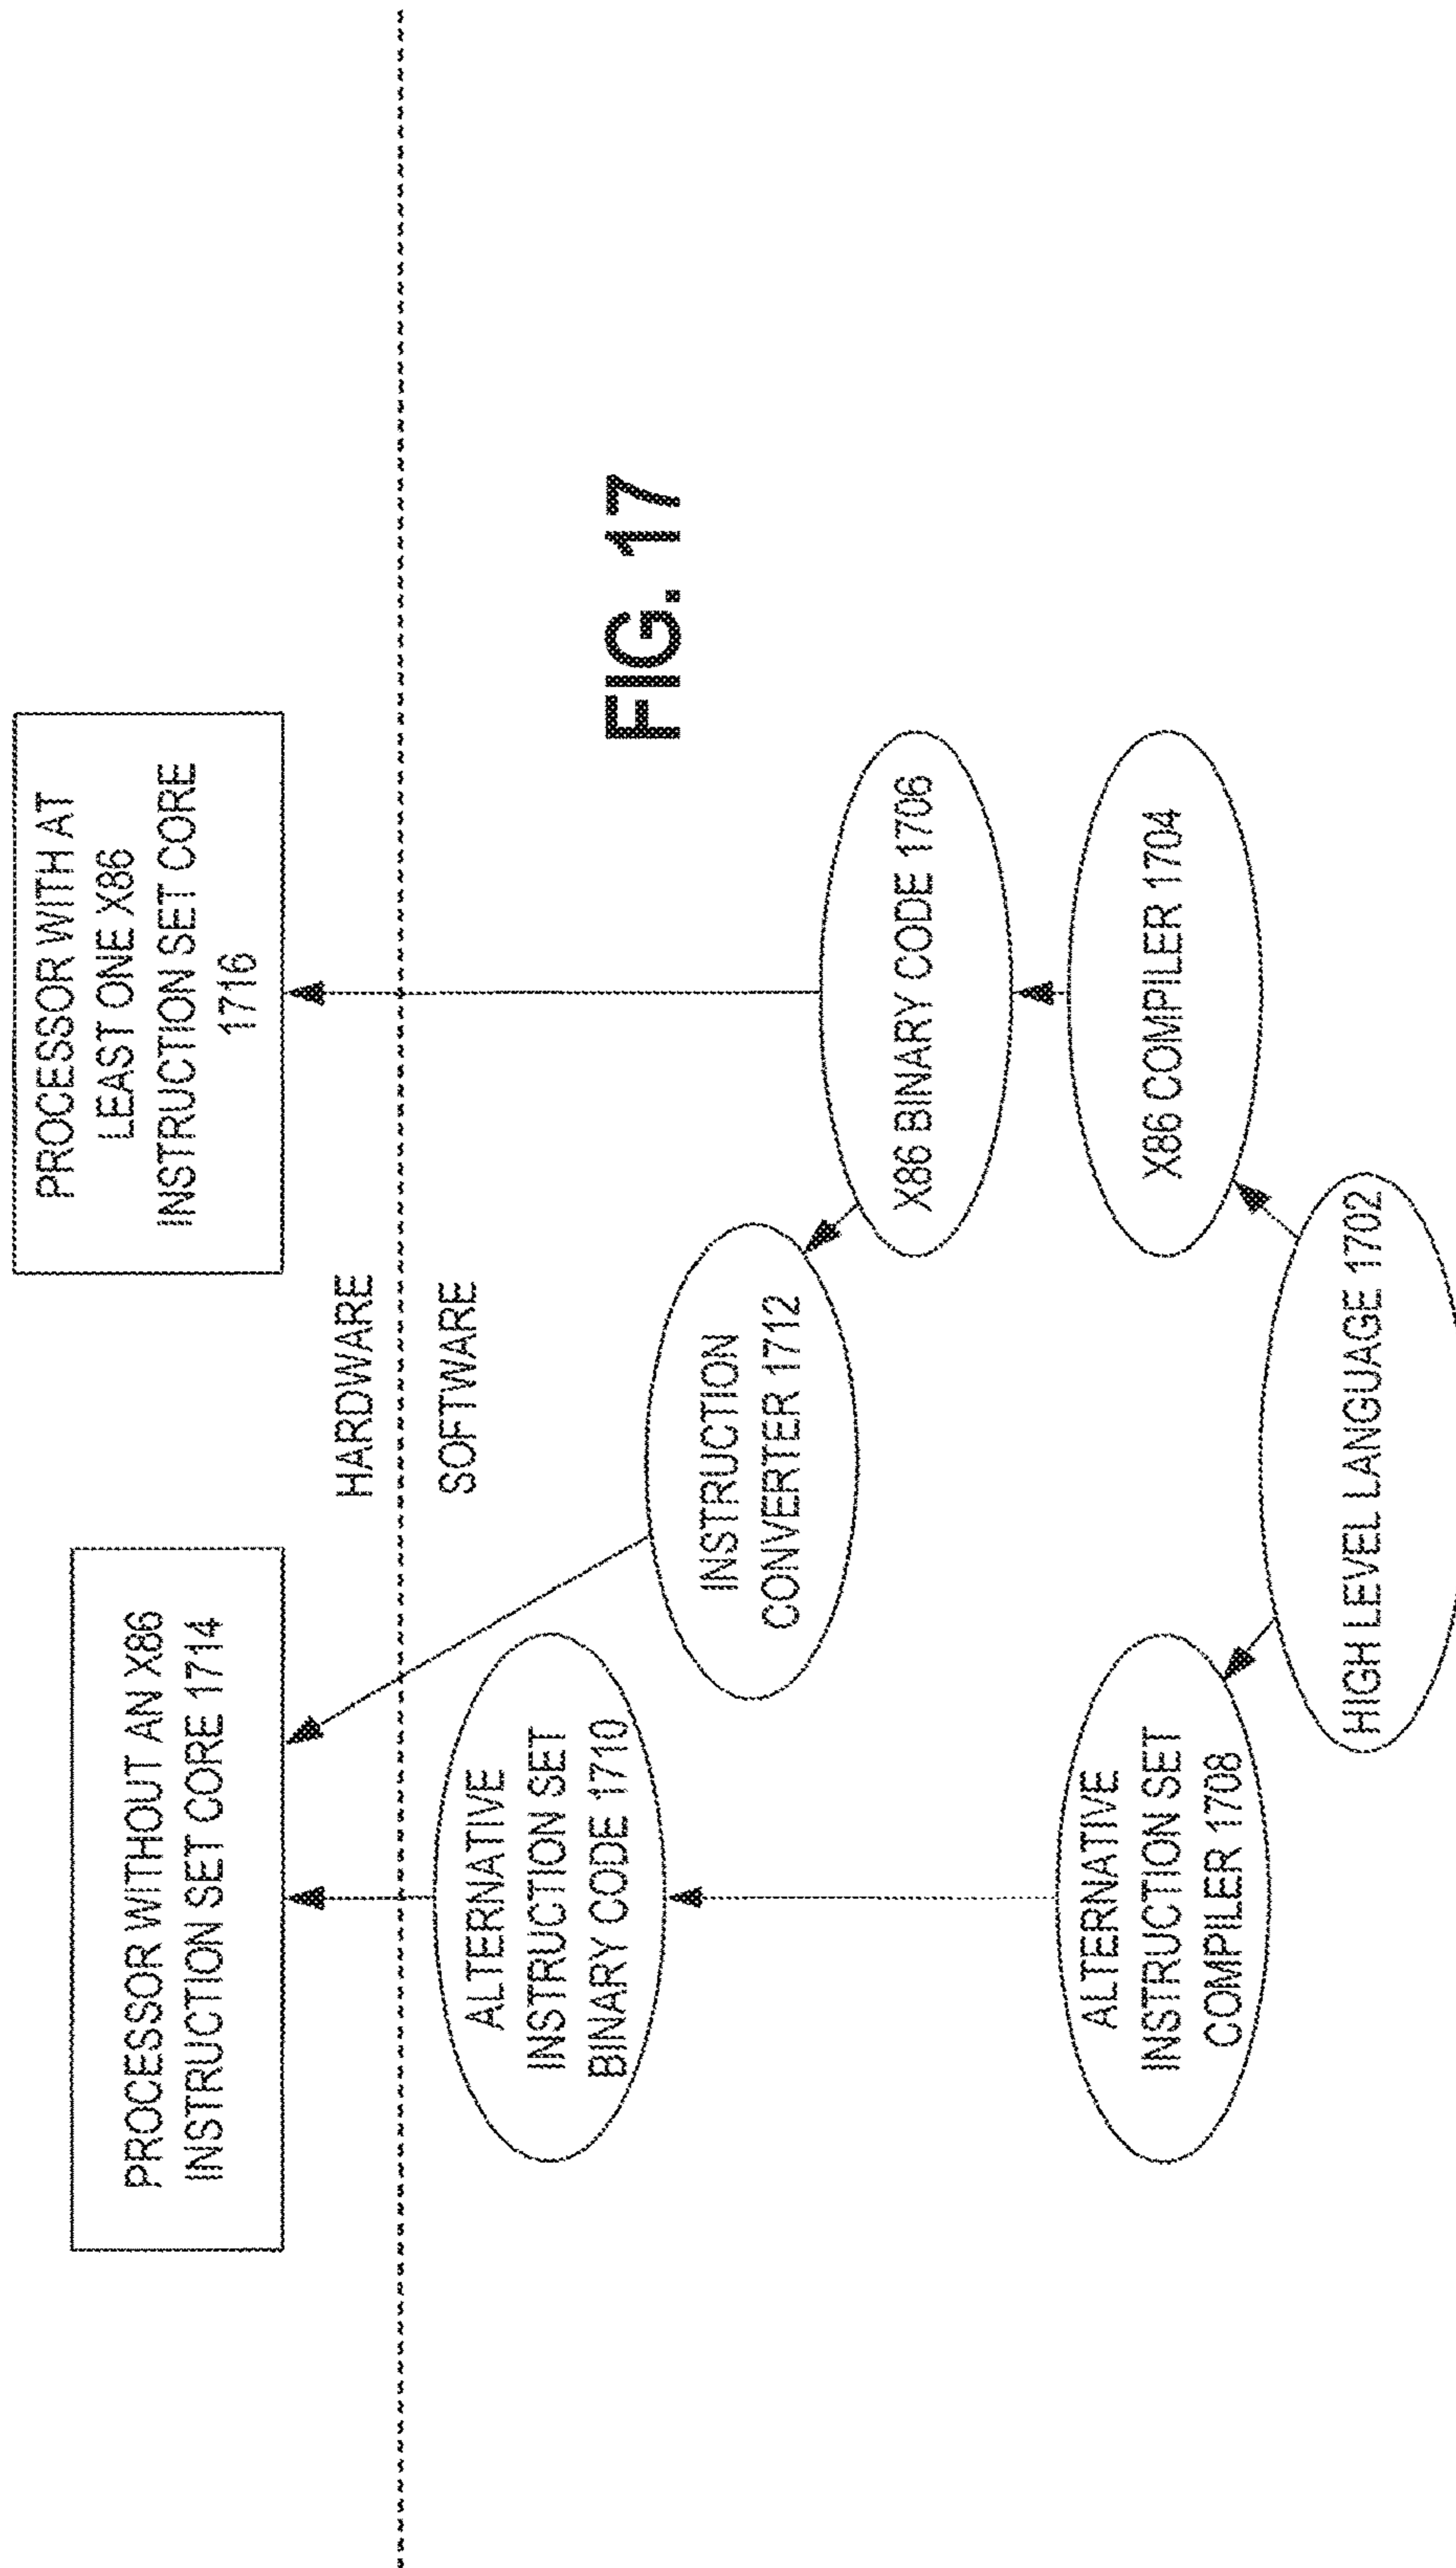 PROCESSOR WITHOUT AN X86
INSTRUCTION SET CORE 1714
PROCESSOR WITH AT
LEAST ONE X86
INSTRUCTION SET CORE
1716
HARDWARE
SOFTWARE
ALTERNATIVE
INSTRUCTION SET
BINARY CODE 1710
INSTRUCTION
CONVERTER 1712
X86 BINARY CODE 1706
ALTERNATIVE
INSTRUCTION SET
COMPILER 1708
X86 COMPILER 1704
HIGH LEVEL LANGUAGE 1702
FIG. 17